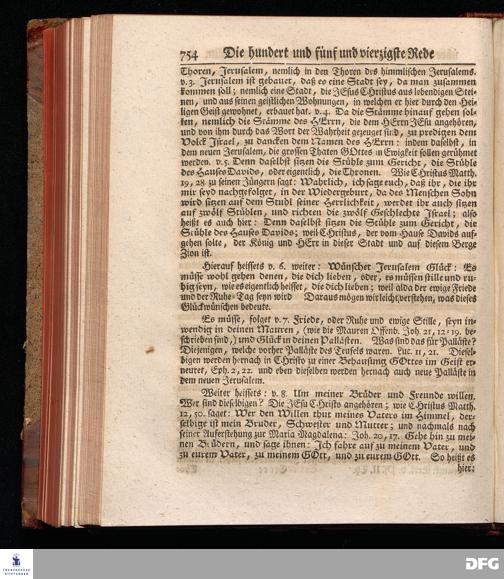 754 Die hundert und fünf und vierzigste Rede
Thoren, Jerusalem, nemlich in den Thoren des himmlischen Jerusalems.
v. 3. Jerusalem ist gebauet, daß es eine Stadt sey, da man zusammen
kommen soll; nemlich eine Stadt, die JEsus Christus aus lebendigen Stei-
nen, und aus seinen geistlichen Wohnungen, in welchen er hier durch den Hei-
ligen Geist gewohnet, erbauet hat. v. 4. Da die Stämme hinauf gehen sol-
len, nemlich die Stämme des HErrn, die dem HErrn JEsu angehören,
und von ihm durch das Wort der Wahrheit gezeuget sind, zu predigen dem
Volck Israel, zu dancken dem Namen des HErrn: indem daselbst, in
dem neuen Jerusalem, die grossen Thaten GOttes in Ewigkeit sollen gerühmet
werden. v. 5. Denn daselbst sitzen die Stühle zum Gericht, die Stühle
des Hauses Davids, oder eigentlich, die Thronen. Wie Christus Matth.
19, 28. zu seinen Jüngern sagt: Wahrlich, ich sage euch, daß ihr, die ihr
mir seyd nachgefolget, in der Wiedergeburt, da des Menschen Sohn
wird sitzen auf dem Stuhl seiner Herrlichkeit, werdet ihr auch sitzen
auf zwölf Stühlen, und richten die zwölf Geschlechte Israel; also
heißt es auch hier: Denn daselbst sitzen die Stühle zum Gericht, die
Stühle des Hauses Davids; weil Christus, der vom Hause Davids auf-
gehen solte, der König und HErr in dieser Stadt und auf diesem Berge
Zion ist.
Hierauf heissets v. 6. weiter: Wünschet Jerusalem Glück: Es
müsse wohl gehen denen, die dich lieben, oder, es müssen stille und ru-
hig seyn, wie es eigentlich heisset, die dich lieben; weil alda der ewige Friede
und der Ruhe-Tag seyn wird Daraus mögen wir leicht verstehen, was dieses
Glückwünschen bedeute.
Es müsse, folget v. 7. Friede, oder Ruhe und ewige Stille, seyn in-
wendig in deinen Mauren, (wie die Mauren Offenb. Joh. 21, 12-19. be-
schrieben sind,) und Glück in deinen Pallästen. Was sind das für Palläste?
Diejenigen, welche vorher Palläste des Teufels waren. Luc. 11, 21. Diesel-
bigen werden hernach in Christo zu einer Behausung GOttes im Geist er-
neuret, Eph. 2, 22. und eben dieselben werden hernach auch neue Palläste in
dem neuen Jerusalem.
Weiter heissets: v. 8. Um meiner Brüder und Freunde willen.
Wer sind dieselbigen? Die JEsu Christo angehören; wie Christus Matth.
12, 50. saget: Wer den Willen thut meines Vaters im Himmel, der-
selbige ist mein Bruder, Schwester und Mutter; und nachmals nach
seiner Auferstehung zur Maria Magdalena: Joh. 20, 17. Gehe hin zu mei-
nen Brüdern, und sage ihnen: Ich fahre auf zu meinem Vater, und
zu eurem Vater, zu meinem GOtt, und zu eurem GOtt. So heißt es
hier:
FRANCKESCHE
STIFTUNGEN
DFG